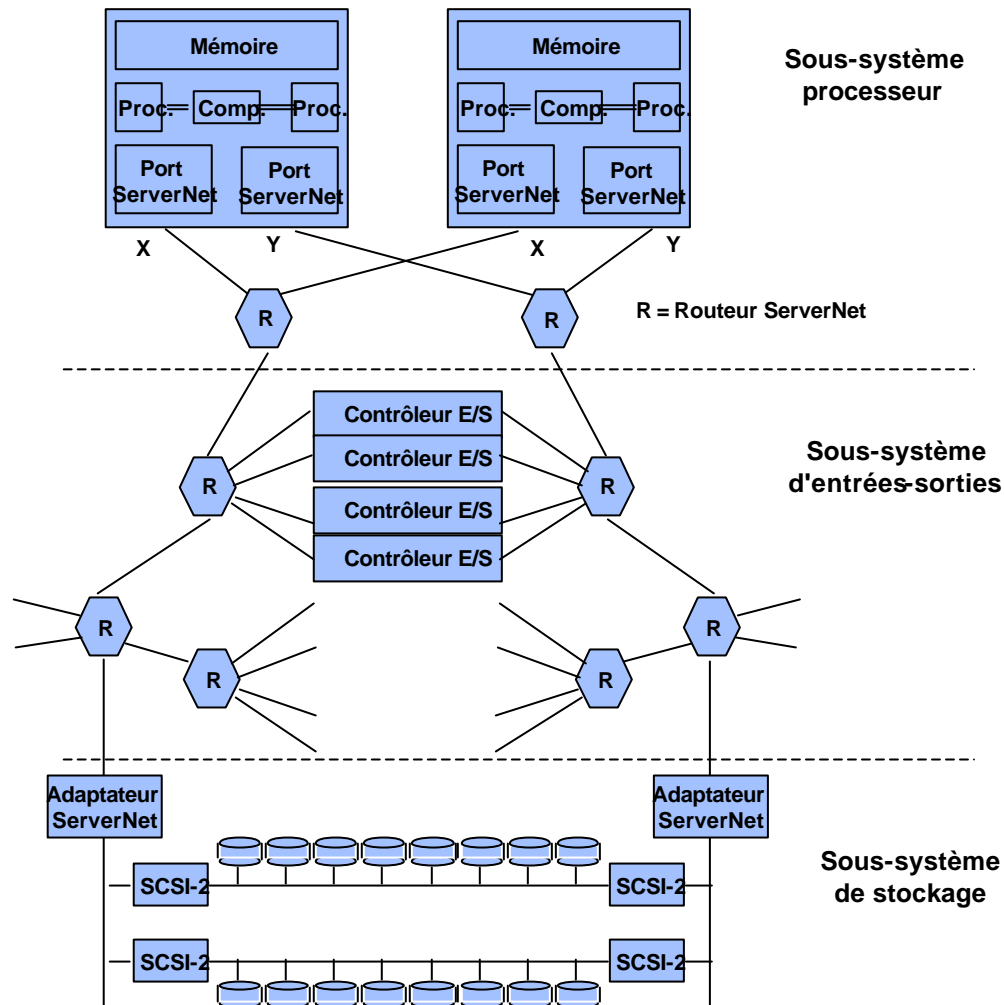 Mémoire
Mémoire
Sous-système
processeur
Proc.
Comp.
Proc.
Proc.
Comp.
Proc.
Port
ServerNet
Port
ServerNet
Port
ServerNet
Port
ServerNet
X
Y
X
Y
R
R
R = Routeur ServerNet
Contrôleur E/S
Contrôleur E/S
Contrôleur E/S
Contrôleur E/S
R
R
Sous-système
d'entrées-sorties
R
R
R
R
Adaptateur
ServerNet
Adaptateur
ServerNet
SCSI-2
SCSI-2
Sous-système
de stockage
SCSI-2
SCSI-2